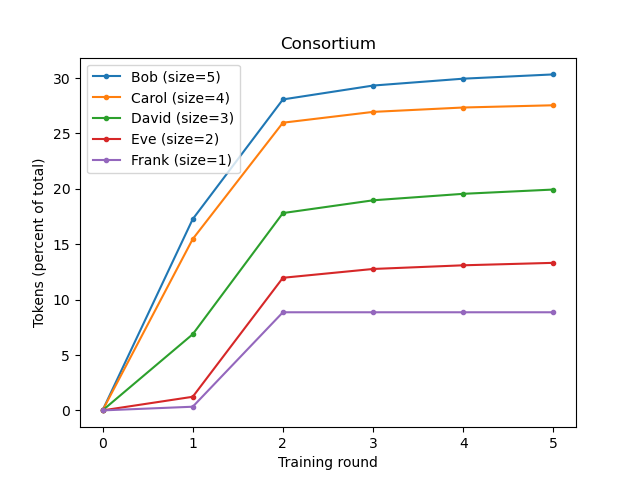 Consortium
Bob (size=5)
Carol (size=4)
David (size=3)
Eve (size=2)
Frank (size=1)
Tokens (percent of total)
30
25
20
15
10
5
0
0 1 2 3 4 5
Training round